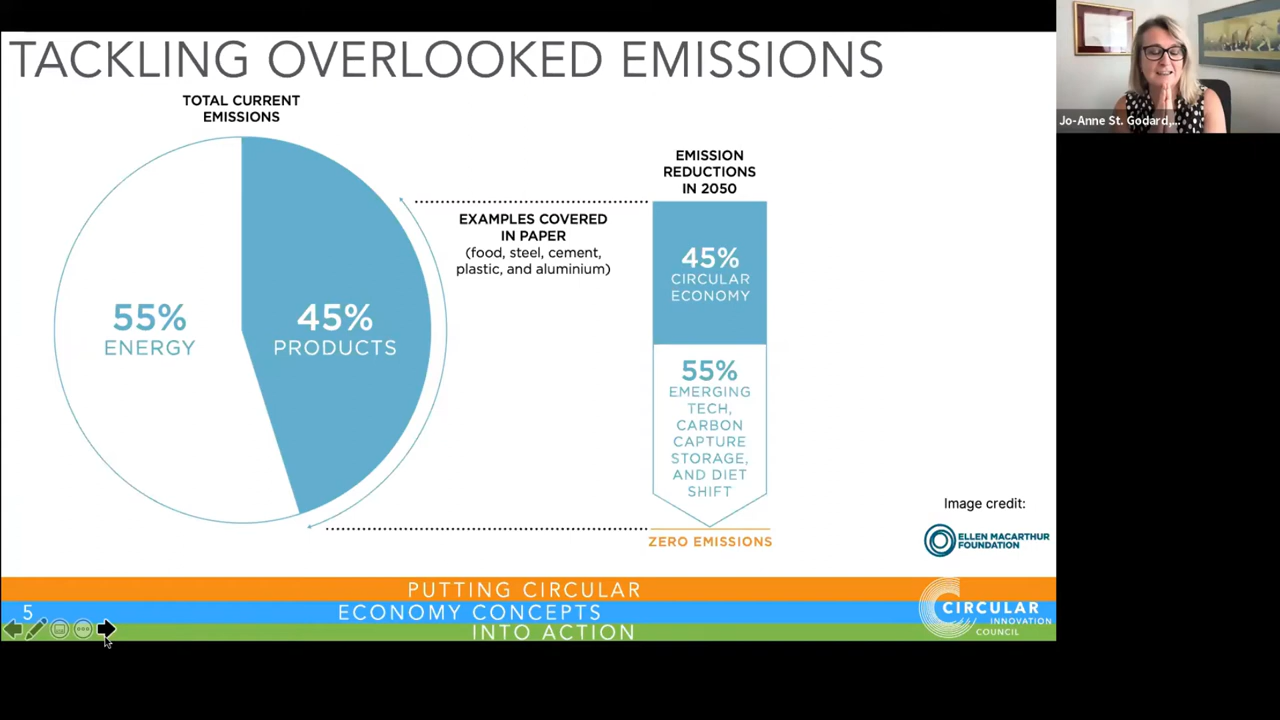 TACKLING OVERLOOKED EMISSIONS
TOTAL CURRENT
EMISSIONS
55%
ENERGY
45%
PRODUCTS
EXAMPLES COVERED
IN PAPER
(food, steel, cement,
plastic, and aluminium)
EMISSION
REDUCTIONS
IN 2050
45%
CIRCULAR
ECONOMY
55%
EMERGING
TECH,
CARBON
CAPTURE
STORAGE,
AND DIET
SHIFT
ZERO EMISSIONS
Image credit:
ELLEN MACARTHUR
FOUNDATION
PUTTING CIRCULAR
ECONOMY CONCEPTS
INTO ACTION
5
CIRCULAR
INNOVATION
COUNCIL
Jo-Anne St. Godard,...